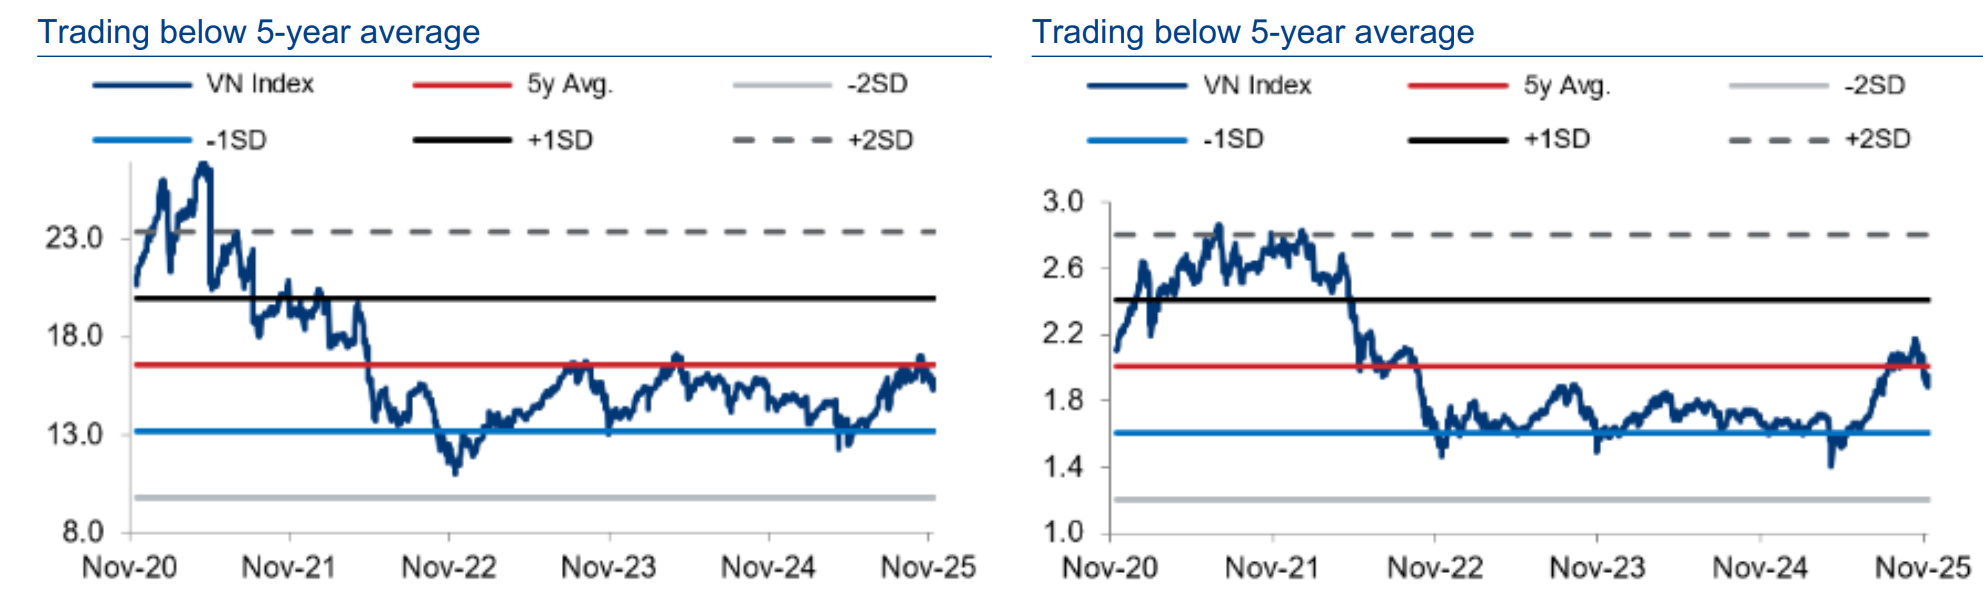 Trading below 5-year average
VN Index 5y Avg. -2SD
-1SD +1SD +2SD
23.0
18.0
13.0
8.0
Nov-20 Nov-21 Nov-22 Nov-23 Nov-24 Nov-25
Trading below 5-year average
VN Index 5y Avg. -2SD
-1SD +1SD +2SD
3.0
2.6
2.2
1.8
1.4
1.0
Nov-20 Nov-21 Nov-22 Nov-23 Nov-24 Nov-25